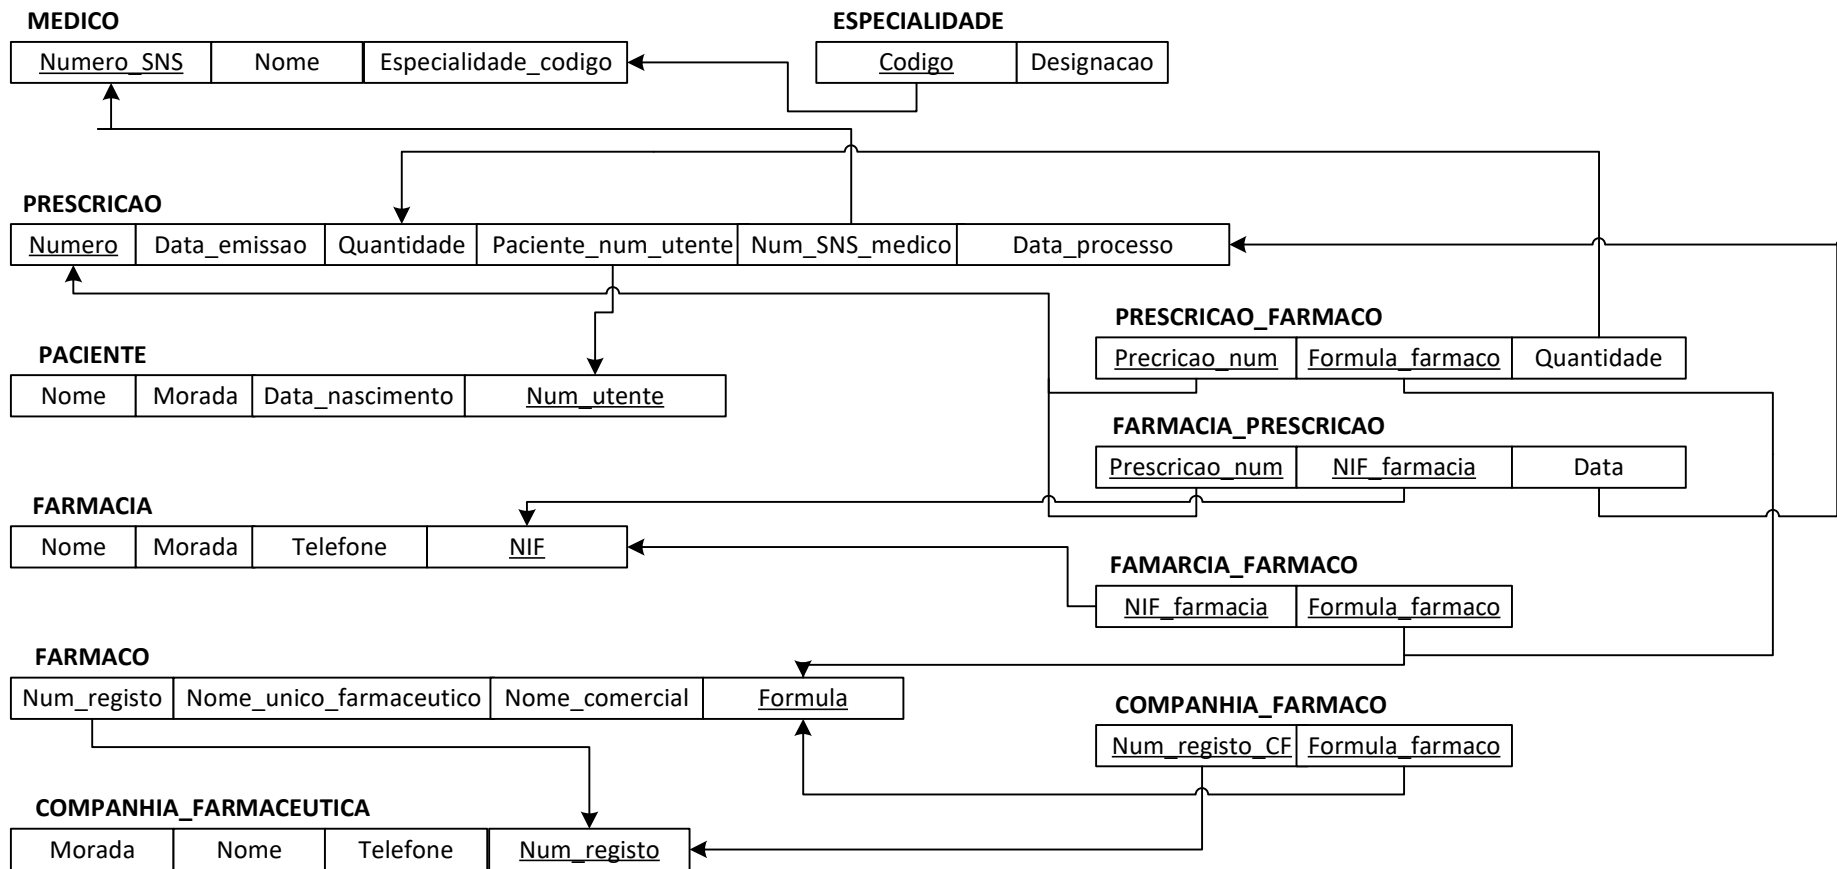 MEDICO ESPECIALIDADE
Numero_SNS Nome Especialidade_codigo Codigo Designacao
PRESCRICAO
Numero Data_emissao Quantidade Paciente_num_utente Num_SNS_medico Data_processo
PRESCRICAO_FARMACO
Precricao_num Formula_farmaco Quantidade
PACIENTE
Nome Morada Data_nascimento Num_utente
FARMACIA_PRESCRICAO
Prescricao_num NIF_farmacia Data
FARMACIA
Nome Morada Telefone NIF
FAMARCIA_FARMACO
NIF_farmacia Formula_farmaco
FARMACO
Num_registo Nome_unico_farmaceutico Nome_comercial Formula
COMPANHIA_FARMACO
Num_registo_CF Formula_farmaco
COMPANHIA_FARMACEUTICA
Morada Nome Telefone Num_registo